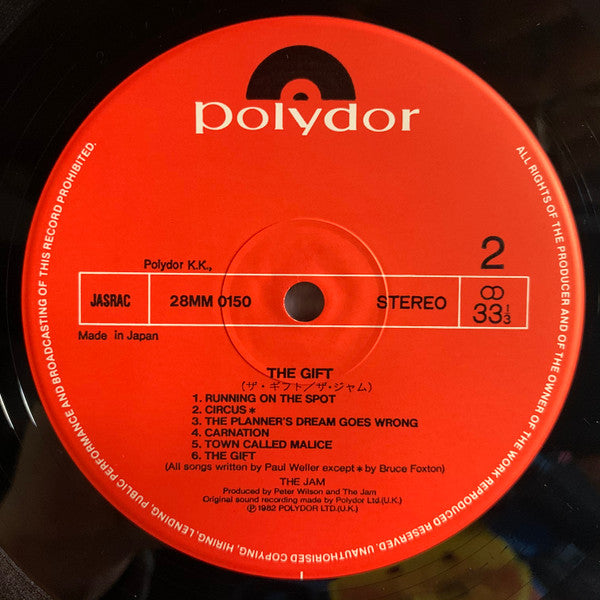 polydor
ALL RIGHTS OF THE PRODUCER AND OF THE OWNER OF THE WORK REPRODUCED RESERVED. UNAUTHORISED COPYING, HIRING, LENDING, PUBLIC PERFORMANCE AND BROADCASTING OF THIS RECORD PROHIBITED.
2
Polydor K.K.,
JASRAC 28MM 0150 STEREO 33 1/3
Made in Japan
THE GIFT
(ザ・ギフト/ザ・ジャム)
1. RUNNING ON THE SPOT
2. CIRCUS*
3. THE PLANNER'S DREAM GOES WRONG
4. CARNATION
5. TOWN CALLED MALICE
6. THE GIFT
(All songs written by Paul Weller except * by Bruce Foxton)
THE JAM
Produced by Peter Wilson and The Jam
Original sound recording made by Polydor Ltd.(U.K.)
Ⓟ 1982 POLYDOR LTD.(U.K.)